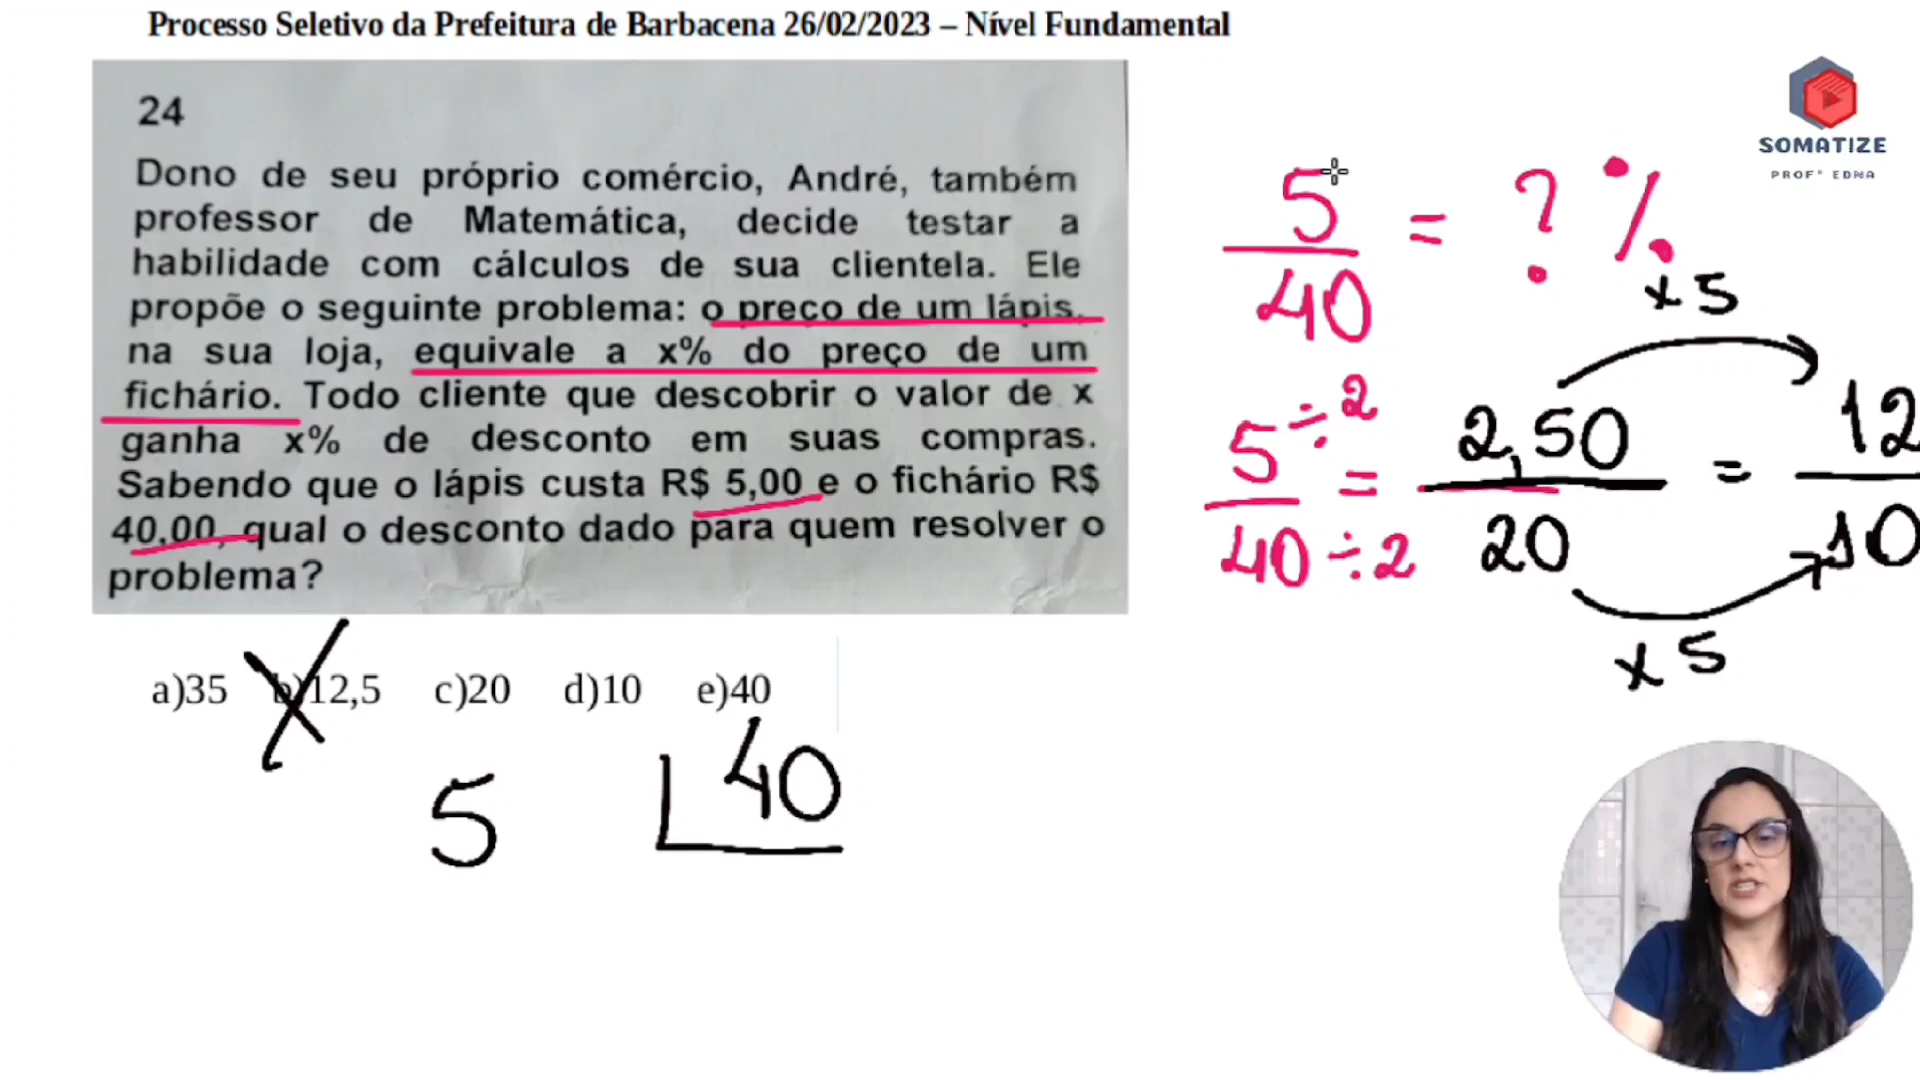 Processo Seletivo da Prefeitura de Barbacena 26/02/2023 – Nível Fundamental
24
Dono de seu próprio comércio, André, também
professor de Matemática, decide testar a
habilidade com cálculos de sua clientela. Ele
propõe o seguinte problema: o preço de um lápis,
na sua loja, equivale a x% do preço de um
fichário. Todo cliente que descobrir o valor de x
ganha x% de desconto em suas compras.
Sabendo que o lápis custa R$ 5,00 e o fichário R$
40,00, qual o desconto dado para quem resolver o
problema?
a)35 b)12,5 c)20 d)10 e)40
5 40
SOMATIZE
PROFª EDNA
5
= ? %
40
x 5
5 ÷ 2 = 2,50 = 12
40 ÷ 2 20 10
x 5